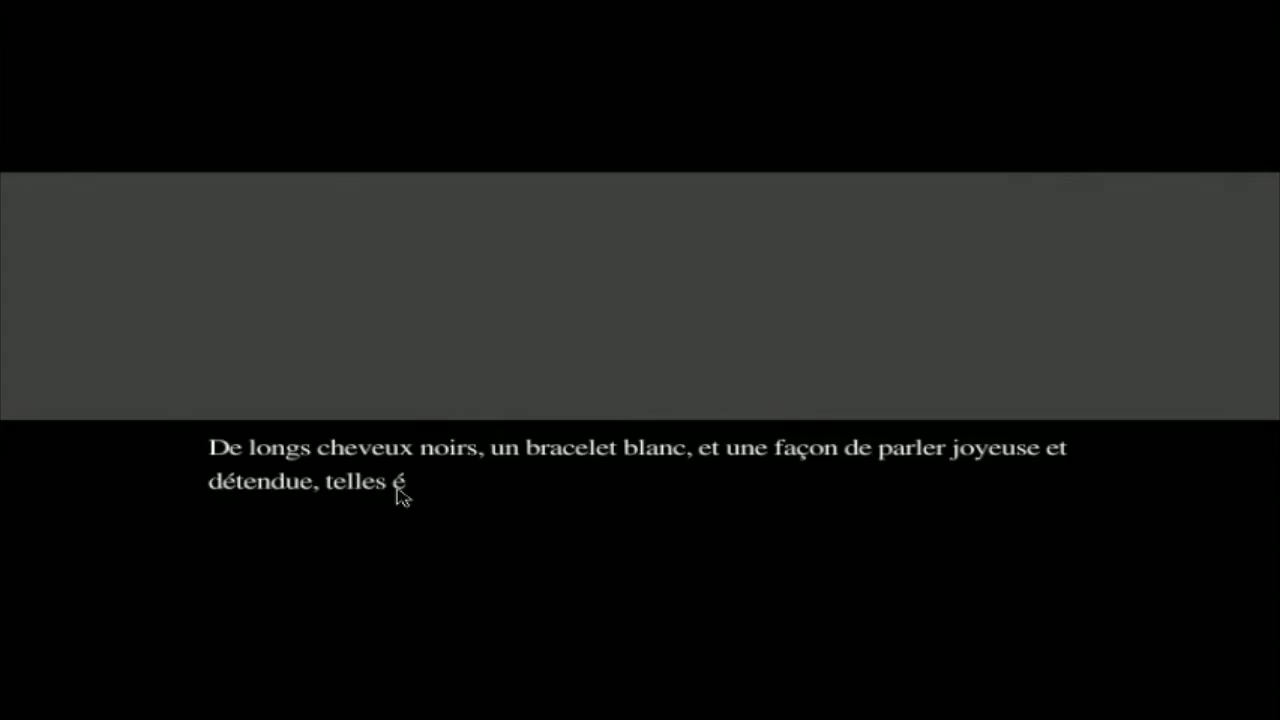 De longs cheveux noirs, un bracelet blanc, et une façon de parler joyeuse et
détendue, telles é